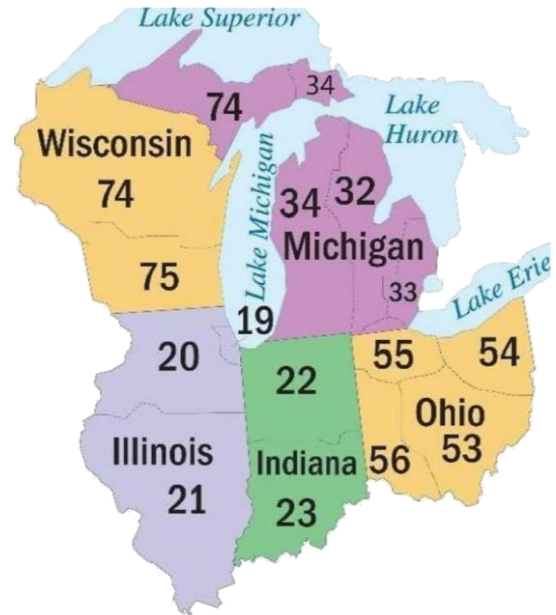 Lake Superior
34
74
Lake
Huron
Wisconsin
74
Lake Michigan
34
32
Michigan
75
33
Lake Erie
19
20
22
55
54
Ohio
53
Illinois
21
Indiana
23
56